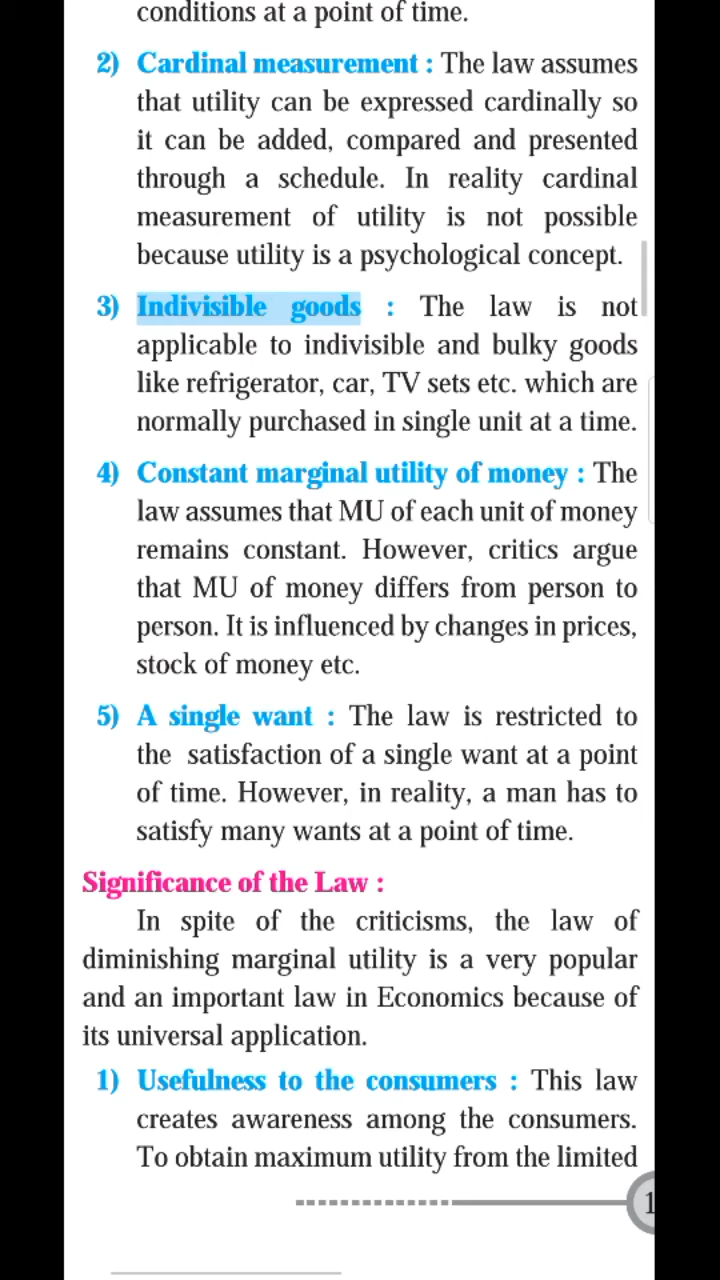 conditions at a point of time.
2) Cardinal measurement : The law assumes
that utility can be expressed cardinally so
it can be added, compared and presented
through a schedule. In reality cardinal
measurement of utility is not possible
because utility is a psychological concept.
3) Indivisible goods : The law is not
applicable to indivisible and bulky goods
like refrigerator, car, TV sets etc. which are
normally purchased in single unit at a time.
4) Constant marginal utility of money : The
law assumes that MU of each unit of money
remains constant. However, critics argue
that MU of money differs from person to
person. It is influenced by changes in prices,
stock of money etc.
5) A single want : The law is restricted to
the satisfaction of a single want at a point
of time. However, in reality, a man has to
satisfy many wants at a point of time.
Significance of the Law :
In spite of the criticisms, the law of
diminishing marginal utility is a very popular
and an important law in Economics because of
its universal application.
1) Usefulness to the consumers : This law
creates awareness among the consumers.
To obtain maximum utility from the limited
1